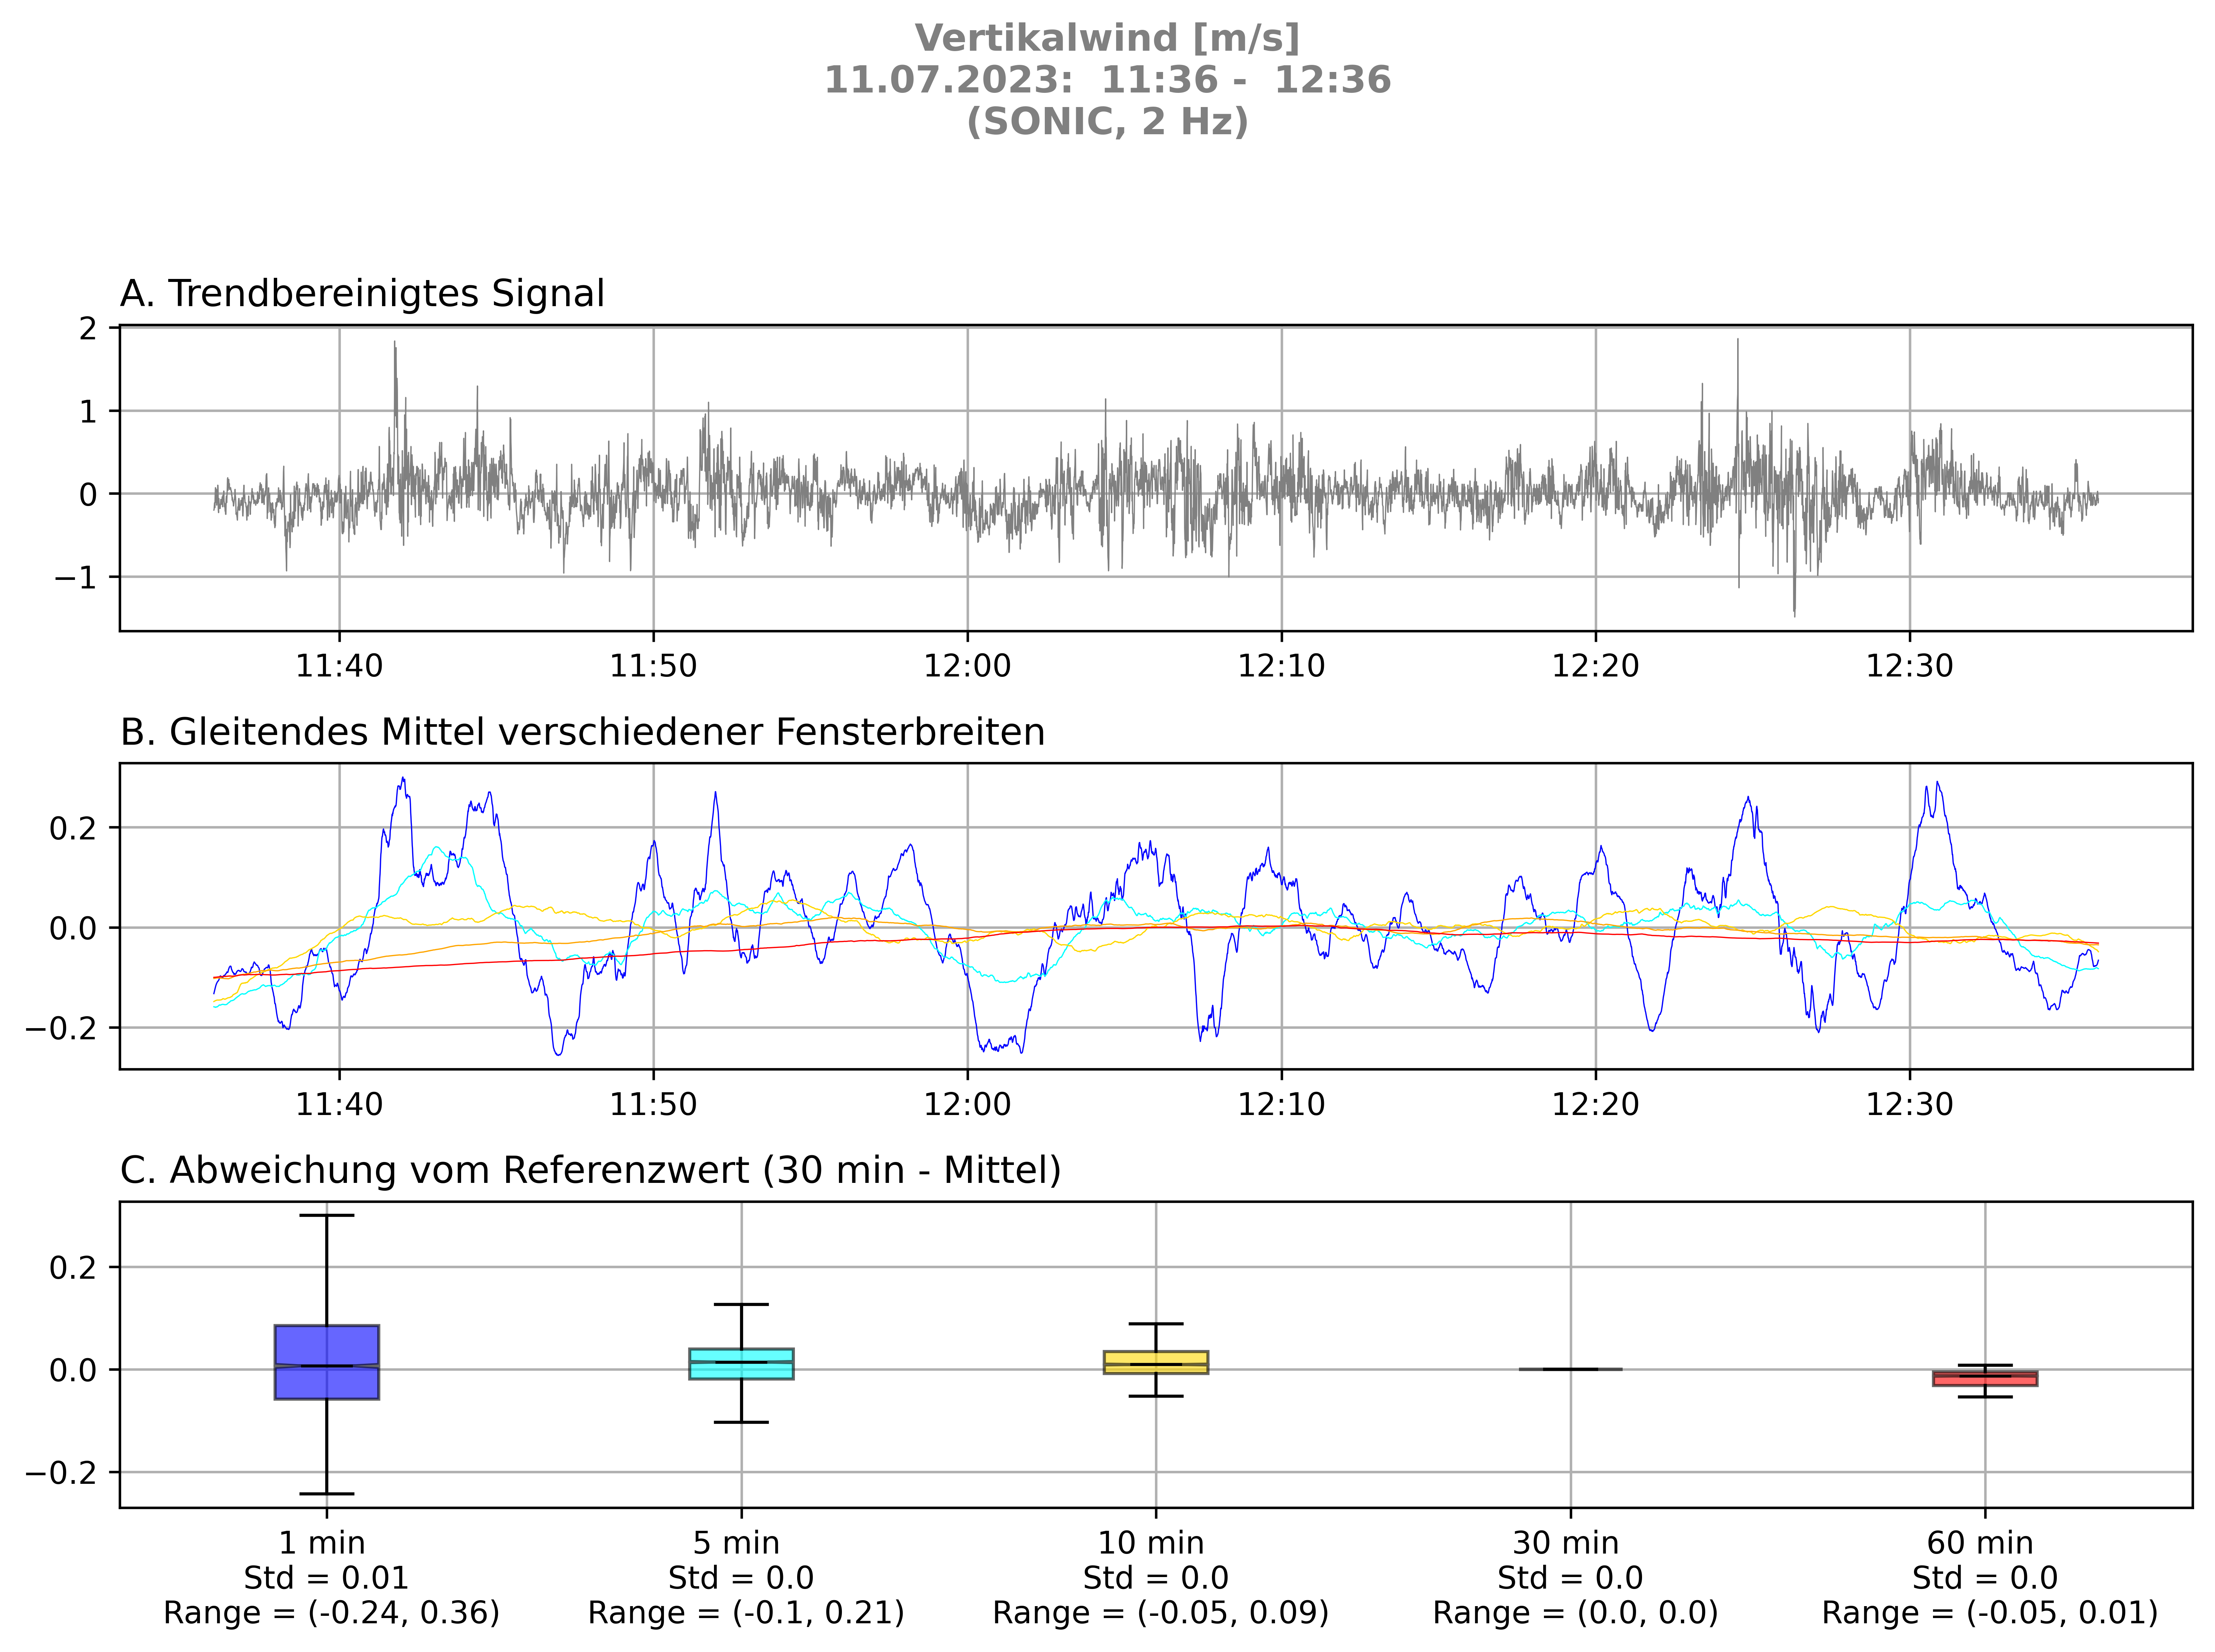 Vertikalwind [m/s]
11.07.2023:  11:36 -  12:36
(SONIC, 2 Hz)
A. Trendbereinigtes Signal
2
1
0
−1
11:40 11:50 12:00 12:10 12:20 12:30
B. Gleitendes Mittel verschiedener Fensterbreiten
0.2
0.0
−0.2
11:40 11:50 12:00 12:10 12:20 12:30
C. Abweichung vom Referenzwert (30 min - Mittel)
0.2
0.0
−0.2
1 min 5 min 10 min 30 min 60 min
Std = 0.01 Std = 0.0 Std = 0.0 Std = 0.0 Std = 0.0
Range = (-0.24, 0.36) Range = (-0.1, 0.21) Range = (-0.05, 0.09) Range = (0.0, 0.0) Range = (-0.05, 0.01)